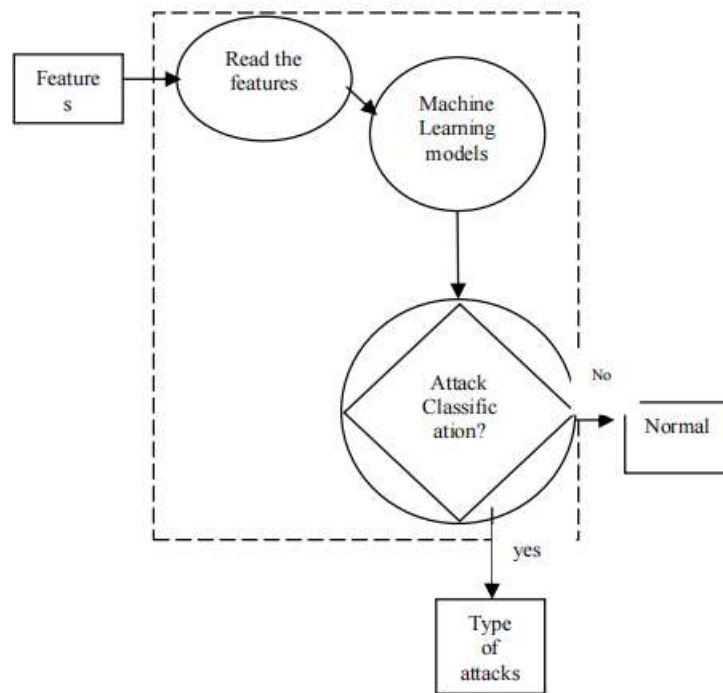 Read the
features
Feature
s
Machine
Learning
models
Attack
Classific
ation?
No
Normal
yes
Type
of
attacks